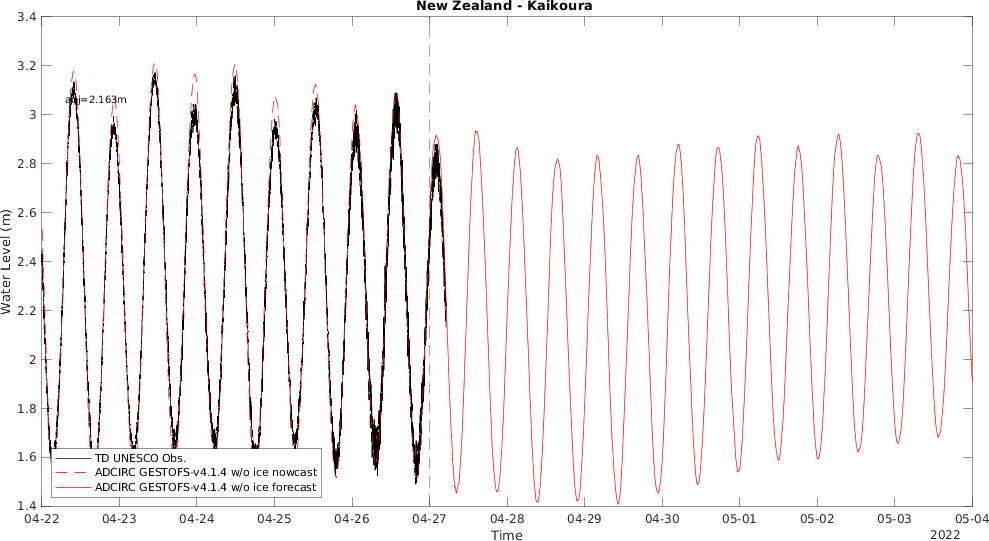 New Zealand - Kaikoura
3.4
3.2
3
2.8
2.6
2.4
2.2
2
1.8
1.6
1.4
Water Level (m)
adj=2.163m
TD UNESCO Obs.
ADCIRC GESTOFS-v4.1.4 w/o ice nowcast
ADCIRC GESTOFS-v4.1.4 w/o ice forecast
04-22 04-23 04-24 04-25 04-26 04-27 04-28 04-29 04-30 05-01 05-02 05-03 05-04
Time
2022